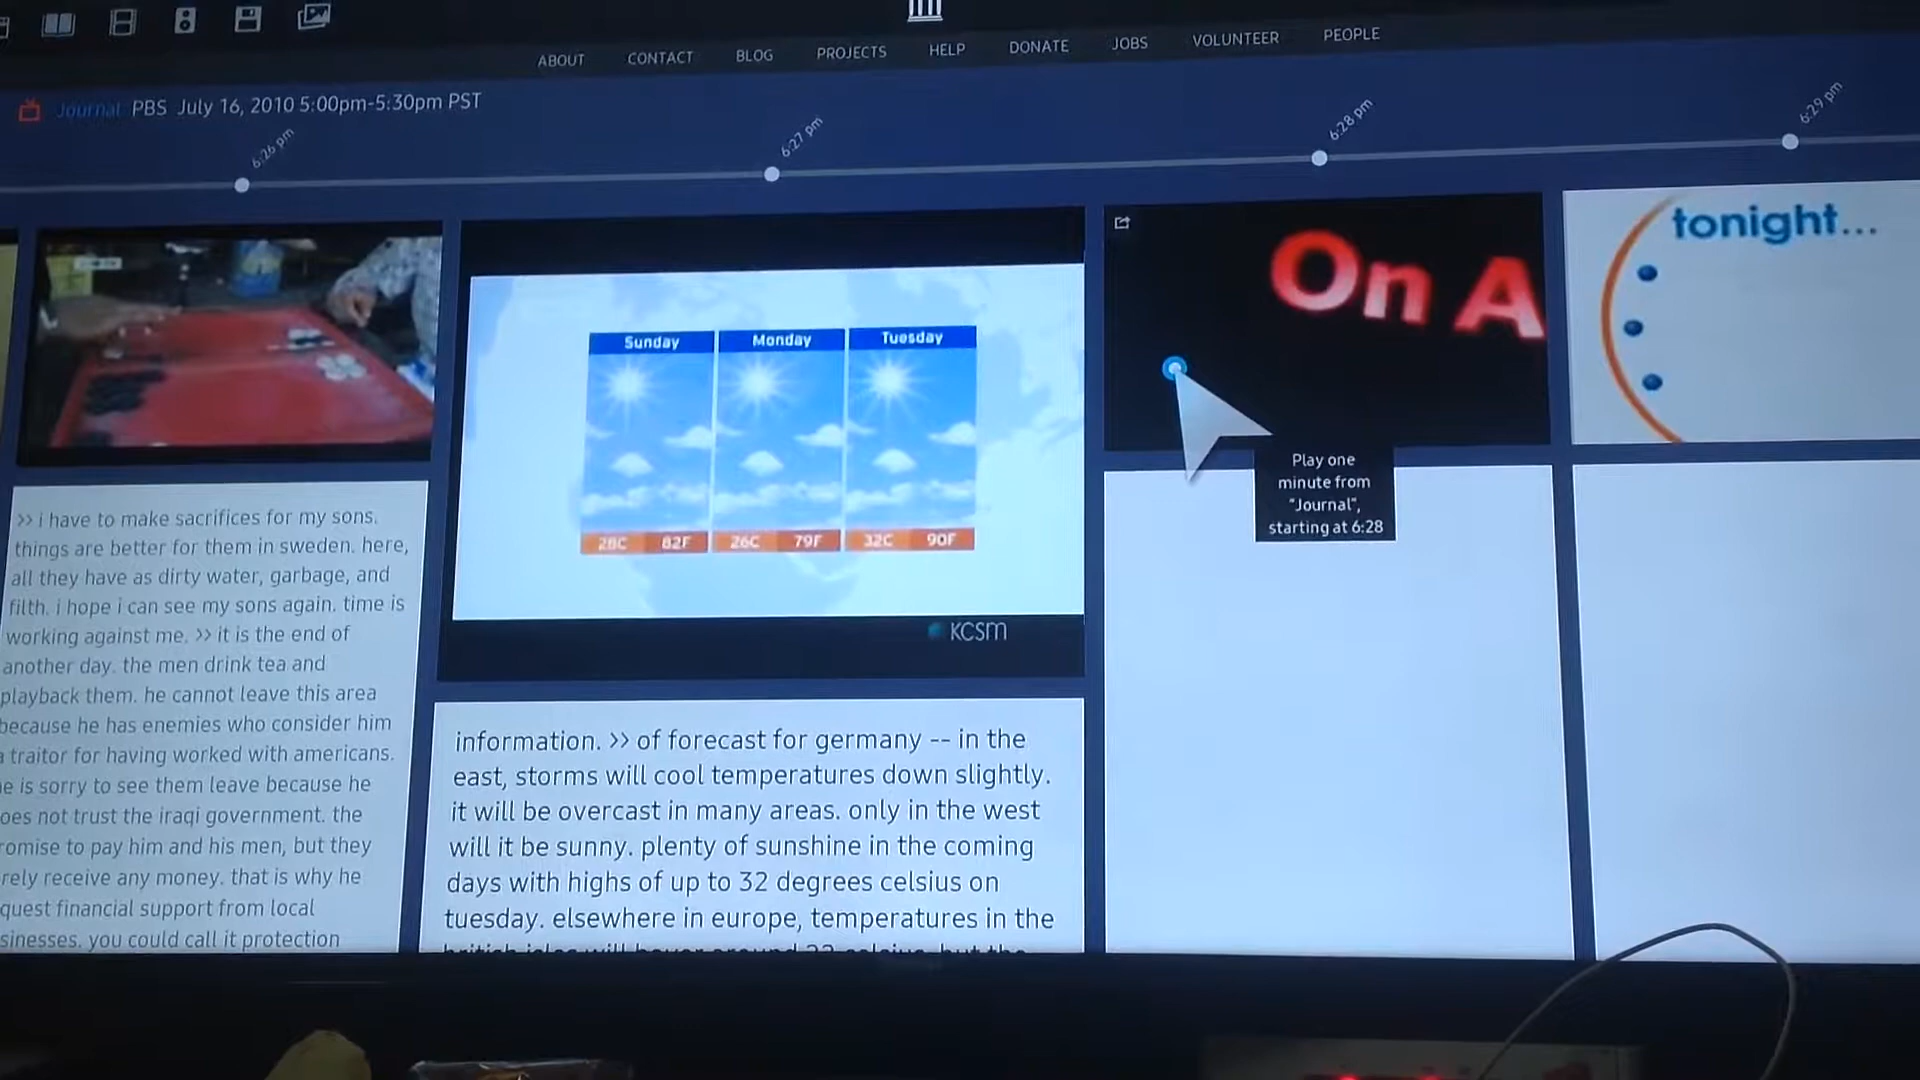 ABOUT CONTACT BLOG PROJECTS HELP DONATE JOBS VOLUNTEER PEOPLE
Journal PBS July 16, 2010 5:00pm-5:30pm PST
6:26 pm
6:27 pm
6:28 pm
6:29 pm
Sunday Monday Tuesday
28C 82F 26C 79F 32C 90F
KCSM
On A
tonight...
Play one
minute from
"Journal",
starting at 6:28
>> i have to make sacrifices for my sons.
things are better for them in sweden. here,
all they have as dirty water, garbage, and
filth. i hope i can see my sons again. time is
working against me. >> it is the end of
another day. the men drink tea and
playback them. he cannot leave this area
because he has enemies who consider him
a traitor for having worked with americans.
he is sorry to see them leave because he
oes not trust the iraqi government. the
romise to pay him and his men, but they
rely receive any money. that is why he
quest financial support from local
sinesses. you could call it protection
information. >> of forecast for germany -- in the
east, storms will cool temperatures down slightly.
it will be overcast in many areas. only in the west
will it be sunny. plenty of sunshine in the coming
days with highs of up to 32 degrees celsius on
tuesday. elsewhere in europe, temperatures in the
british isles will hover around 22 celsius, but the